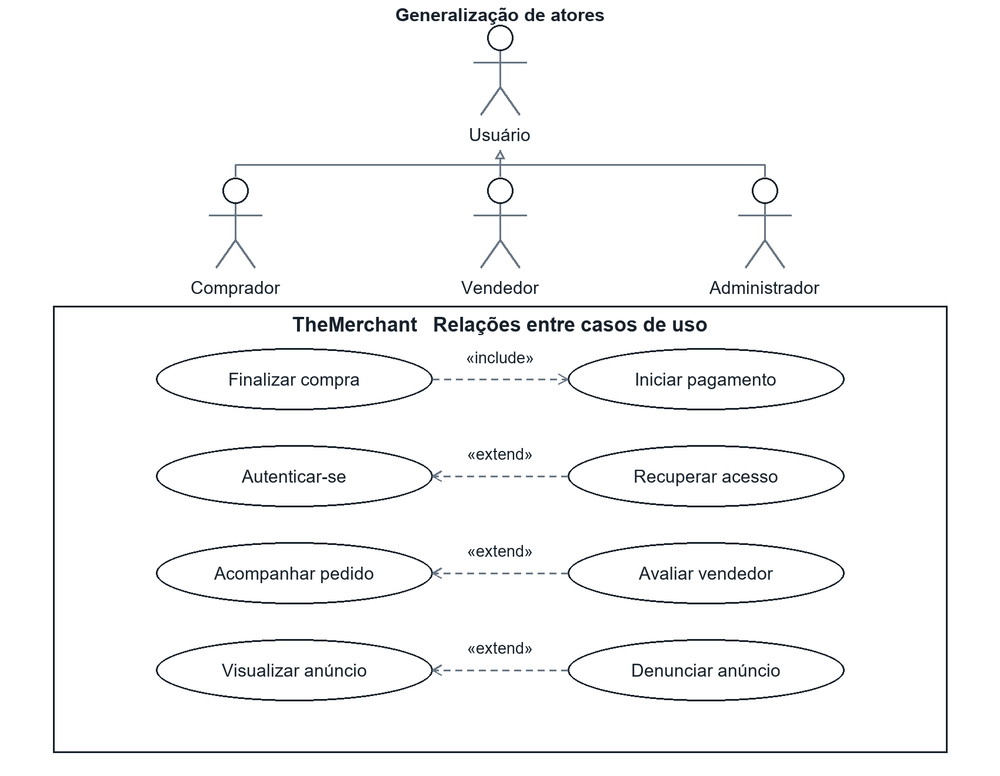 Generalização de atores
Usuário
Comprador
Vendedor
Administrador
TheMerchant Relações entre casos de uso
Finalizar compra
«include»
Iniciar pagamento
Autenticar-se
«extend»
Recuperar acesso
Acompanhar pedido
«extend»
Avaliar vendedor
Visualizar anúncio
«extend»
Denunciar anúncio